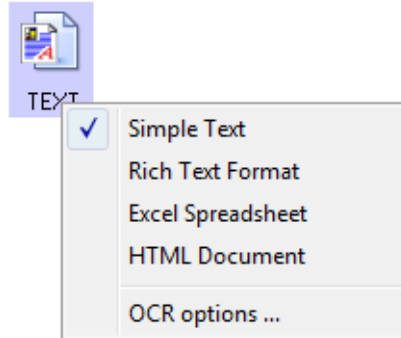 TEXT
Simple Text
Rich Text Format
Excel Spreadsheet
HTML Document
OCR options ...